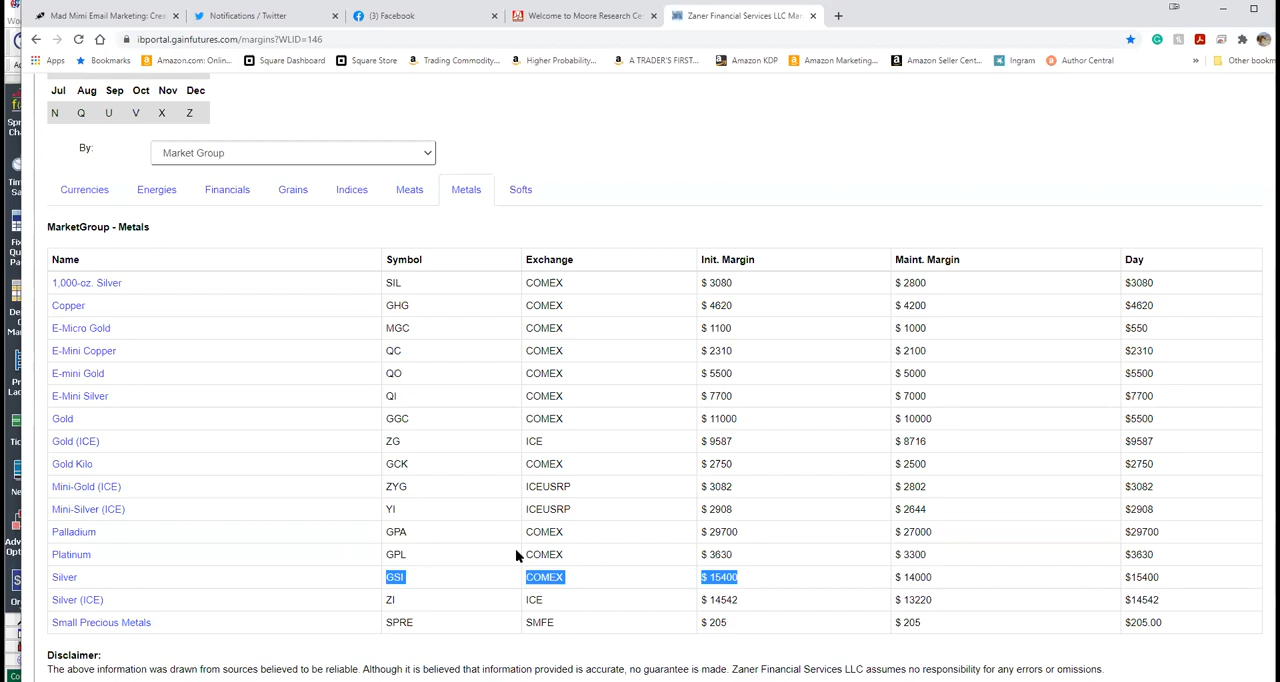 Mad Mimi Email Marketing: Cre: Notifications / Twitter (3) Facebook Welcome to Moore Research Ce Zaner Financial Services LLC Mar
ibportal.gainfutures.com/margins?WLID=146
Apps Bookmarks Amazon.com: Onlin... Square Dashboard Square Store Trading Commodity... Higher Probability... A TRADER'S FIRST... Amazon KDP Amazon Marketing... Amazon Seller Cent... Ingram Author Central » Other bookm
Jul Aug Sep Oct Nov Dec
N Q U V X Z
By: Market Group
Currencies Energies Financials Grains Indices Meats Metals Softs
MarketGroup - Metals
Name Symbol Exchange Init. Margin Maint. Margin Day
1,000-oz. Silver SIL COMEX $ 3080 $ 2800 $3080
Copper GHG COMEX $ 4620 $ 4200 $4620
E-Micro Gold MGC COMEX $ 1100 $ 1000 $550
E-Mini Copper QC COMEX $ 2310 $ 2100 $2310
E-mini Gold QO COMEX $ 5500 $ 5000 $5500
E-Mini Silver QI COMEX $ 7700 $ 7000 $7700
Gold GGC COMEX $ 11000 $ 10000 $5500
Gold (ICE) ZG ICE $ 9587 $ 8716 $9587
Gold Kilo GCK COMEX $ 2750 $ 2500 $2750
Mini-Gold (ICE) ZYG ICEUSRP $ 3082 $ 2802 $3082
Mini-Silver (ICE) YI ICEUSRP $ 2908 $ 2644 $2908
Palladium GPA COMEX $ 29700 $ 27000 $29700
Platinum GPL COMEX $ 3630 $ 3300 $3630
Silver GSI COMEX $ 15400 $ 14000 $15400
Silver (ICE) ZI ICE $ 14542 $ 13220 $14542
Small Precious Metals SPRE SMFE $ 205 $ 205 $205.00
Disclaimer:
The above information was drawn from sources believed to be reliable. Although it is believed that information provided is accurate, no guarantee is made. Zaner Financial Services LLC assumes no responsibility for any errors or omissions.